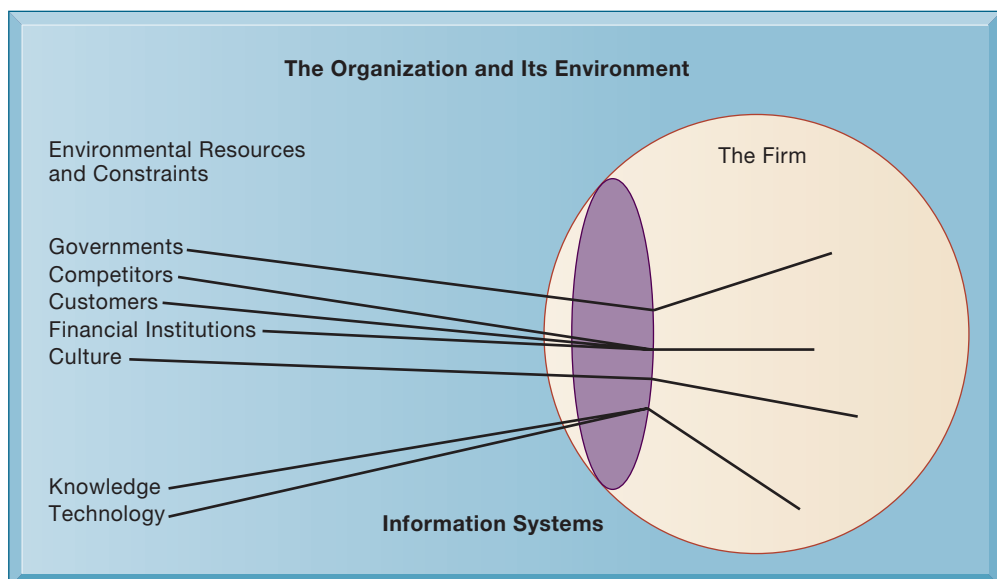 The Organization and Its Environment
Environmental Resources
and Constraints
The Firm
Governments
Competitors
Customers
Financial Institutions
Culture
Knowledge
Technology
Information Systems